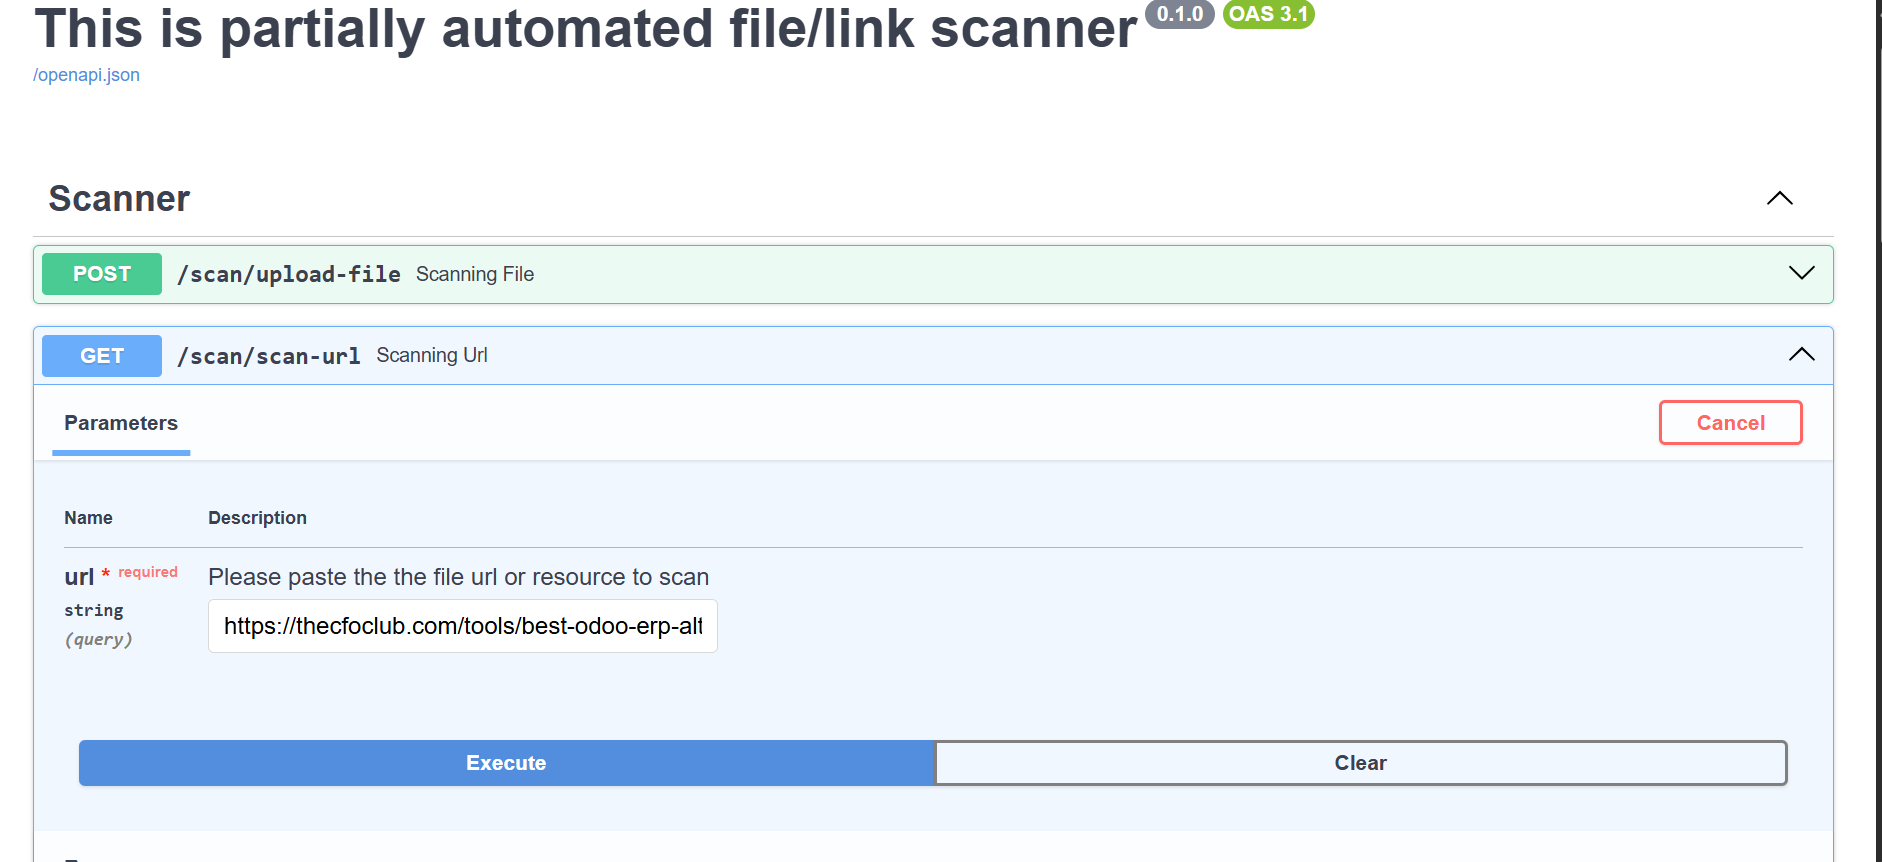 This is partially automated file/link scanner 0.1.0 OAS 3.1
/openapi.json
Scanner
POST /scan/upload-file Scanning File
GET /scan/scan-url Scanning Url
Parameters Cancel
Name Description
url * required Please paste the the file url or resource to scan
string https://thecfoclub.com/tools/best-odoo-erp-alt
(query)
Execute Clear